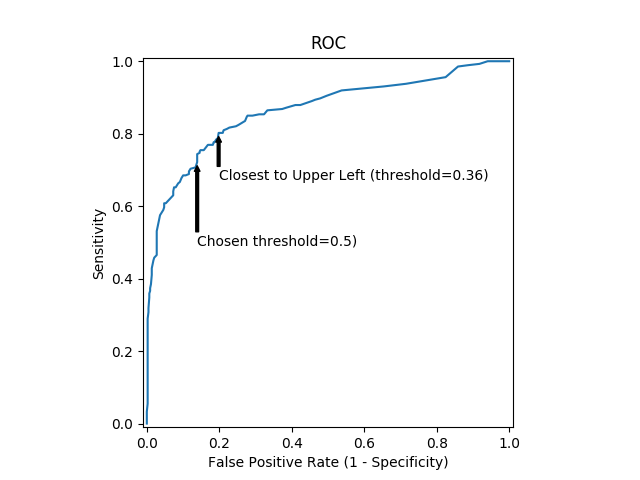 ROC
1.0
0.8
0.6
0.4
0.2
0.0
Sensitivity
Closest to Upper Left (threshold=0.36)
Chosen threshold=0.5)
0.0 0.2 0.4 0.6 0.8 1.0
False Positive Rate (1 - Specificity)